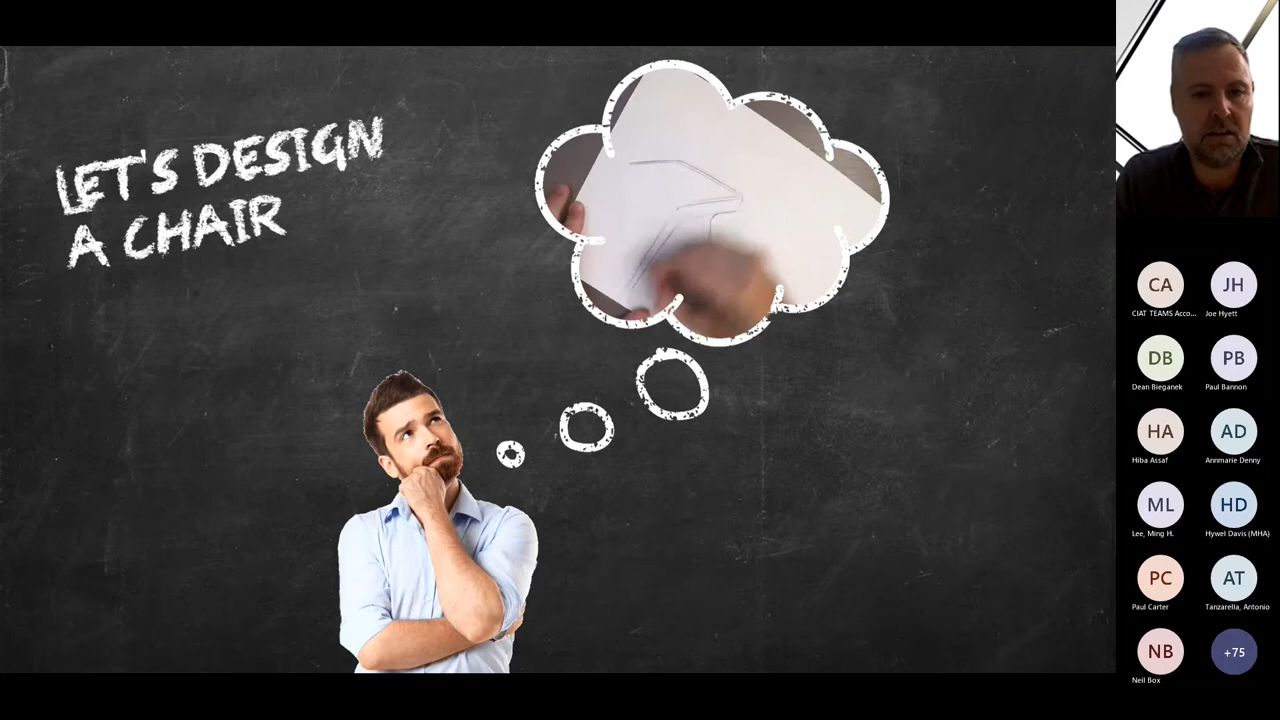 LET'S DESIGN
A CHAIR
CA
JH
CIAT TEAMS Acco...
Joe Hyett
DB
PB
Dean Bieganek
Paul Bannon
HA
AD
Hiba Assaf
Annmarie Denny
ML
HD
Lee, Ming H.
Hywel Davis (MHA)
PC
AT
Paul Carter
Tanzarella, Antonio
NB
+75
Neil Box